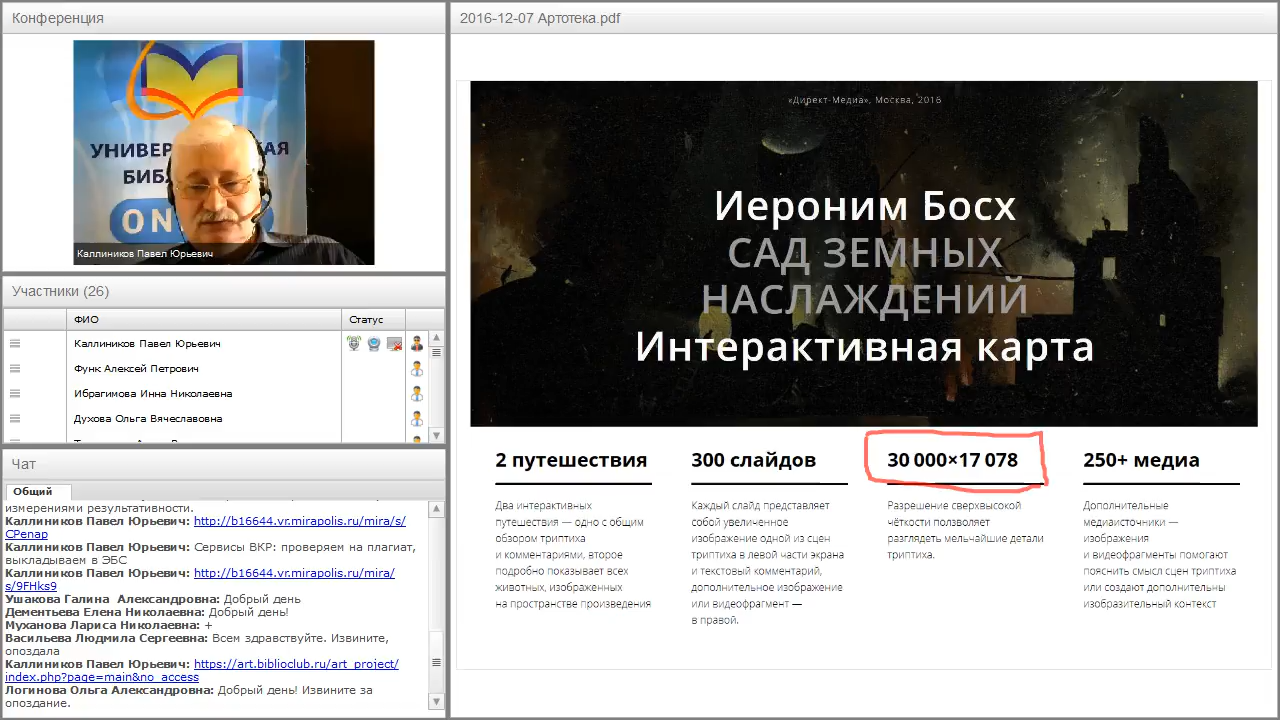 Конференция
УНИВЕР КАЯ
БИБ
ON
Каллиников Павел Юрьевич
Участники (26)
ФИО Статус
Каллиников Павел Юрьевич
Функ Алексей Петрович
Ибрагимова Инна Николаевна
Духова Ольга Вячеславовна
Чат
Общий
измерениями результативности.
Каллиников Павел Юрьевич: http://b16644.vr.mirapolis.ru/mira/s/
CPenap
Каллиников Павел Юрьевич: Сервисы ВКР: проверяем на плагиат,
выкладываем в ЭБС
Каллиников Павел Юрьевич: http://b16644.vr.mirapolis.ru/mira/
s/9FHks9
Ушакова Галина Александровна: Добрый день
Дементьева Елена Николаевна: Добрый день!
Муханова Лариса Николаевна: +
Васильева Людмила Сергеевна: Всем здравствуйте. Извините,
опоздала
Каллиников Павел Юрьевич: https://art.biblioclub.ru/art_project/
index.php?page=main&no_access
Логинова Ольга Александровна: Добрый день! Извините за
опоздание.
2016-12-07 Артотека.pdf
«Директ-Медиа», Москва, 2016
Иероним Босх
САД ЗЕМНЫХ
НАСЛАЖДЕНИЙ
Интерактивная карта
2 путешествия
Два интерактивных
путешествия — одно с общим
обзором триптиха
и комментариями, второе
подробно показывает всех
животных, изображенных
на пространстве произведения
300 слайдов
Каждый слайд представляет
собой увеличенное
изображение одной из сцен
триптиха в левой части экрана
и текстовый комментарий,
дополнительное изображение
или видеофрагмент —
в правой.
30 000×17 078
Разрешение сверхвысокой
чёткости ползволяет
разглядеть мельчайшие детали
триптиха.
250+ медиа
Дополнительные
медиаисточники —
изображения
и видеофрагменты помогают
пояснить смысл сцен триптиха
или создают дополнительны
изобразительный контекст